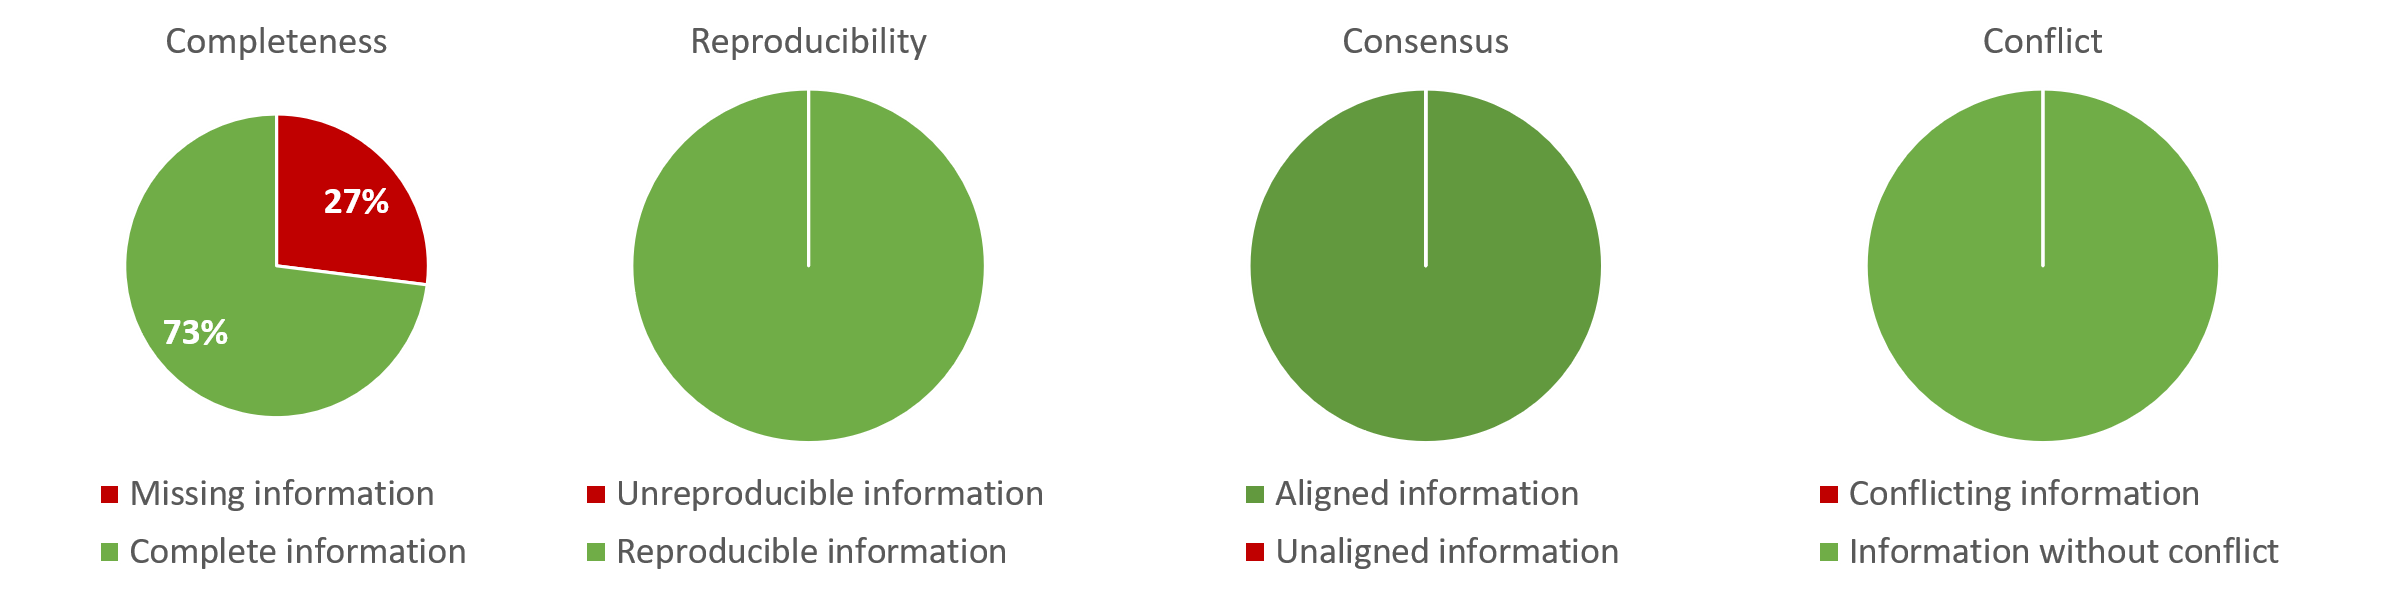 Completeness
27%
73%
Missing information
Complete information
Reproducibility
Unreproducible information
Reproducible information
Consensus
Aligned information
Unaligned information
Conflict
Conflicting information
Information without conflict